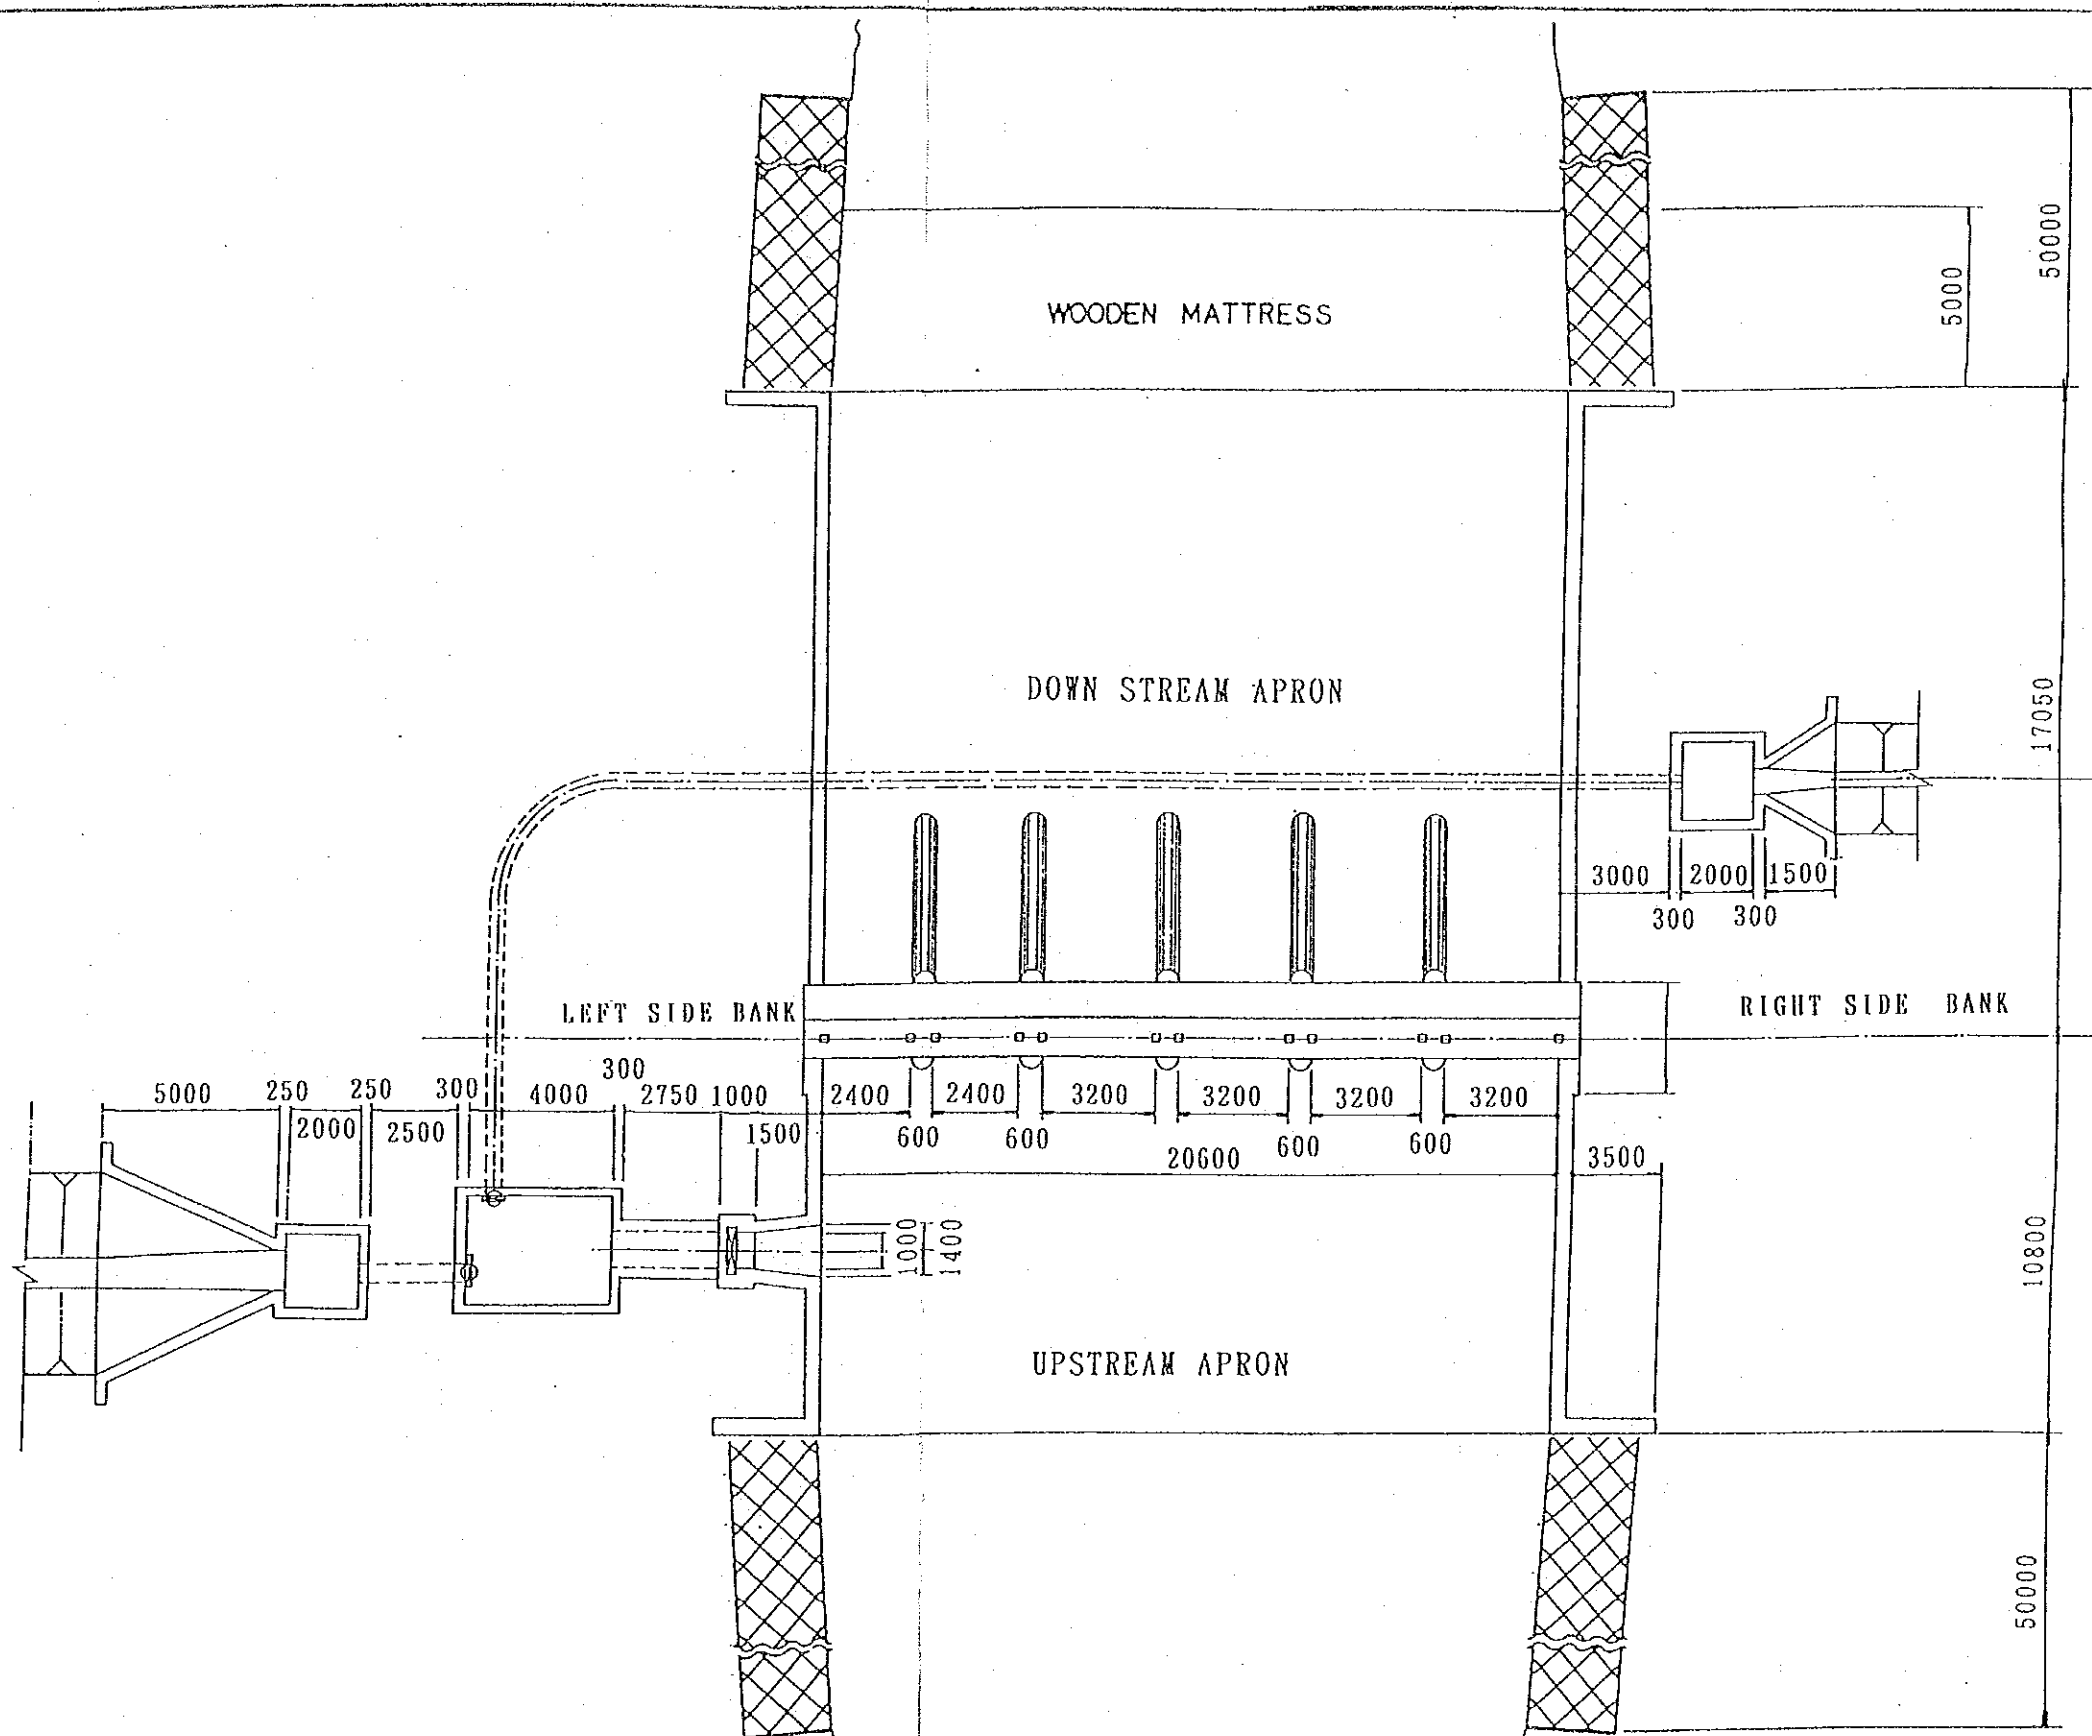 50000
5000
WOODEN MATTRESS
DOWN STREAM APRON
17050
3000 2000 1500
300 300
LEFT SIDE BANK
RIGHT SIDE BANK
300
5000 250 250 300 4000 2750 1000 2400 2400 3200 3200 3200 3200
2000 2500 1500 600 600 600 600
20600 3500
1000
1400
10800
UPSTREAM APRON
50000